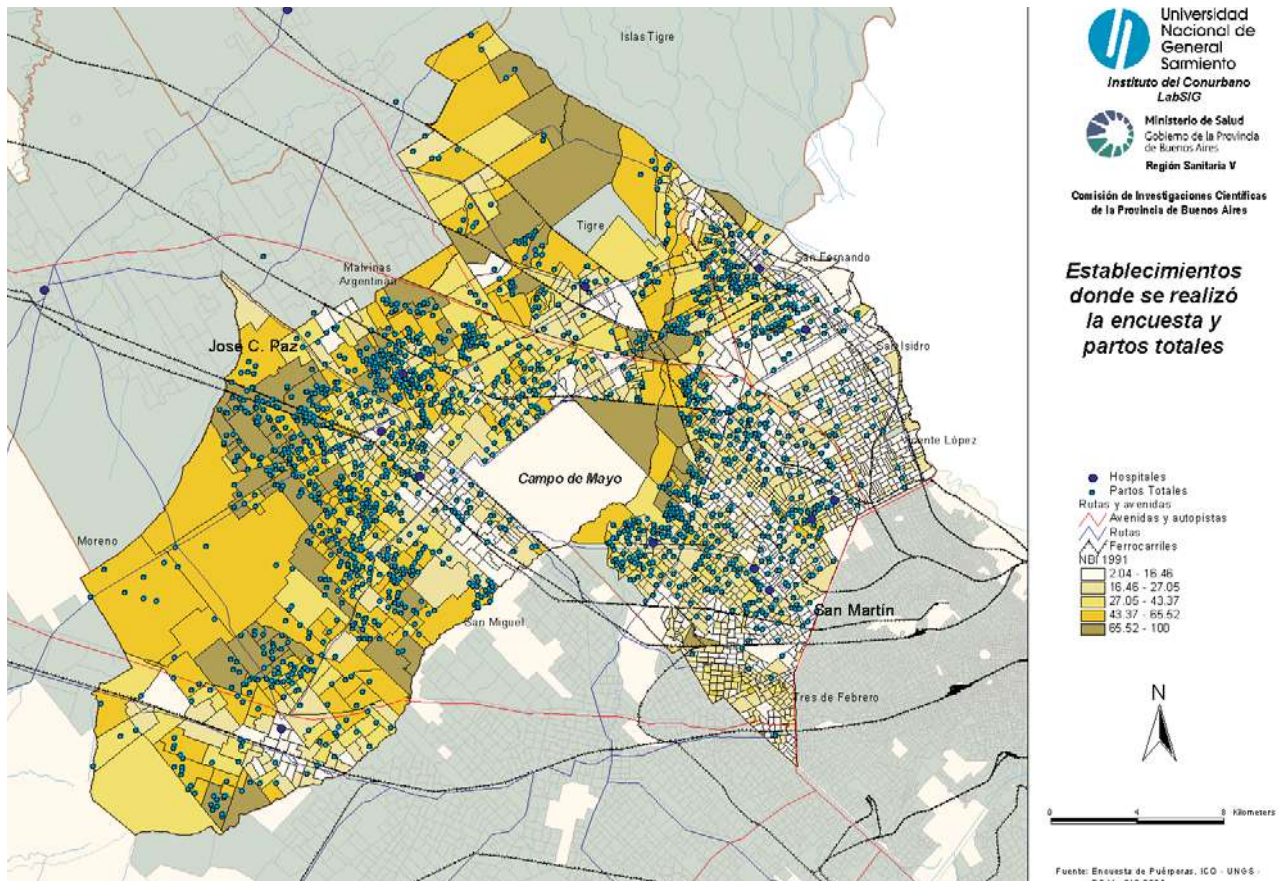 Islas Tigre
Tigre
San Fernando
Malvinas
Argentinas
José C. Paz
San Isidro
Vicente López
Campo de Mayo
Moreno
San Miguel
San Martín
Tres de Febrero
Universidad
Nacional de
General
Sarmiento
Instituto del Conurbano
LabSIG
Ministerio de Salud
Gobierno de la Provincia
de Buenos Aires
Región Sanitaria V
Comisión de Investigaciones Científicas
de la Provincia de Buenos Aires
Establecimientos
donde se realizó
la encuesta y
partos totales
Hospitales
Partos Totales
Rutas y avenidas
Avenidas y autopistas
Rutas
Ferrocarriles
NBI 1991
2.04 - 16.46
16.46 - 27.05
27.05 - 43.37
43.37 - 65.52
65.52 - 100
N
0 4 8 Kilometers
Fuente: Encuesta de Puérperas. ICO - UNGS -